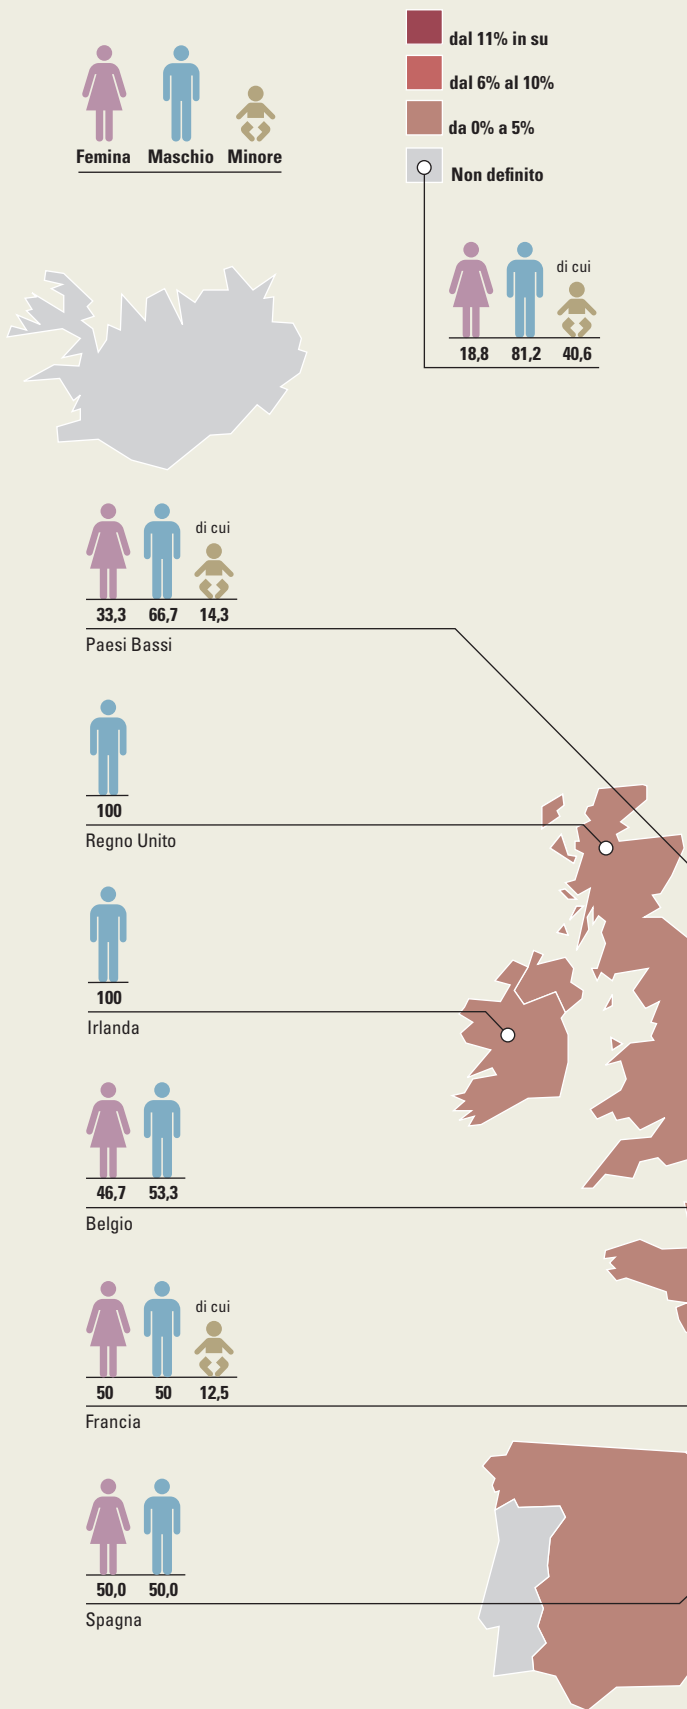 Femina Maschio Minore
dal 11% in su
dal 6% al 10%
da 0% a 5%
Non definito
di cui
18,8 81,2 40,6
di cui
33,3 66,7 14,3
Paesi Bassi
100
Regno Unito
100
Irlanda
46,7 53,3
Belgio
di cui
50 50 12,5
Francia
50,0 50,0
Spagna